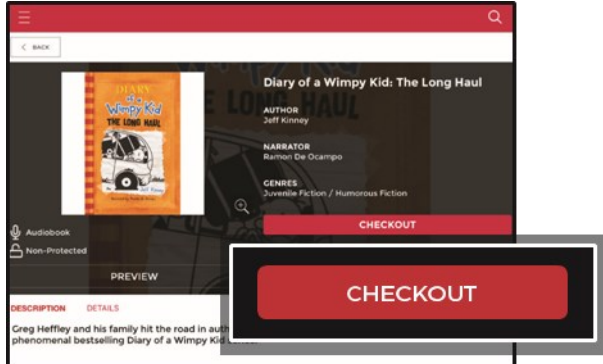 < BACK
DIARY
of a
Wimpy Kid
THE LONG HAUL
Diary of a Wimpy Kid: The Long Haul
AUTHOR
Jeff Kinney
NARRATOR
Ramon De Ocampo
GENRES
Juvenile Fiction / Humorous Fiction
CHECKOUT
Audiobook
Non-Protected
PREVIEW
CHECKOUT
DESCRIPTION DETAILS
Greg Heffley and his family hit the road in
phenomenal bestselling Diary of a Wimpy Kid